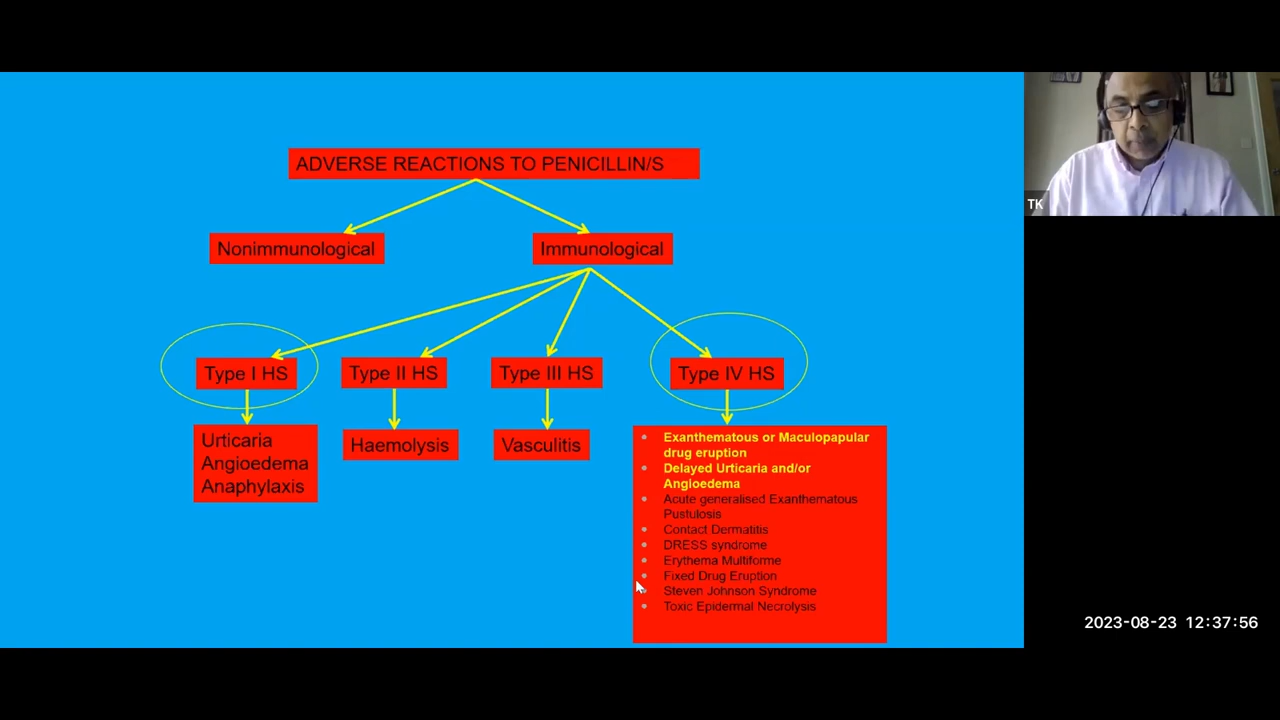 ADVERSE REACTIONS TO PENICILLIN/S
TK
Nonimmunological
Immunological
Type I HS
Type II HS
Type III HS
Type IV HS
Urticaria
Angioedema
Anaphylaxis
Haemolysis
Vasculitis
Exanthematous or Maculopapular
drug eruption
Delayed Urticaria and/or
Angioedema
Acute generalised Exanthematous
Pustulosis
Contact Dermatitis
DRESS syndrome
Erythema Multiforme
Fixed Drug Eruption
Steven Johnson Syndrome
Toxic Epidermal Necrolysis
2023-08-23 12:37:56